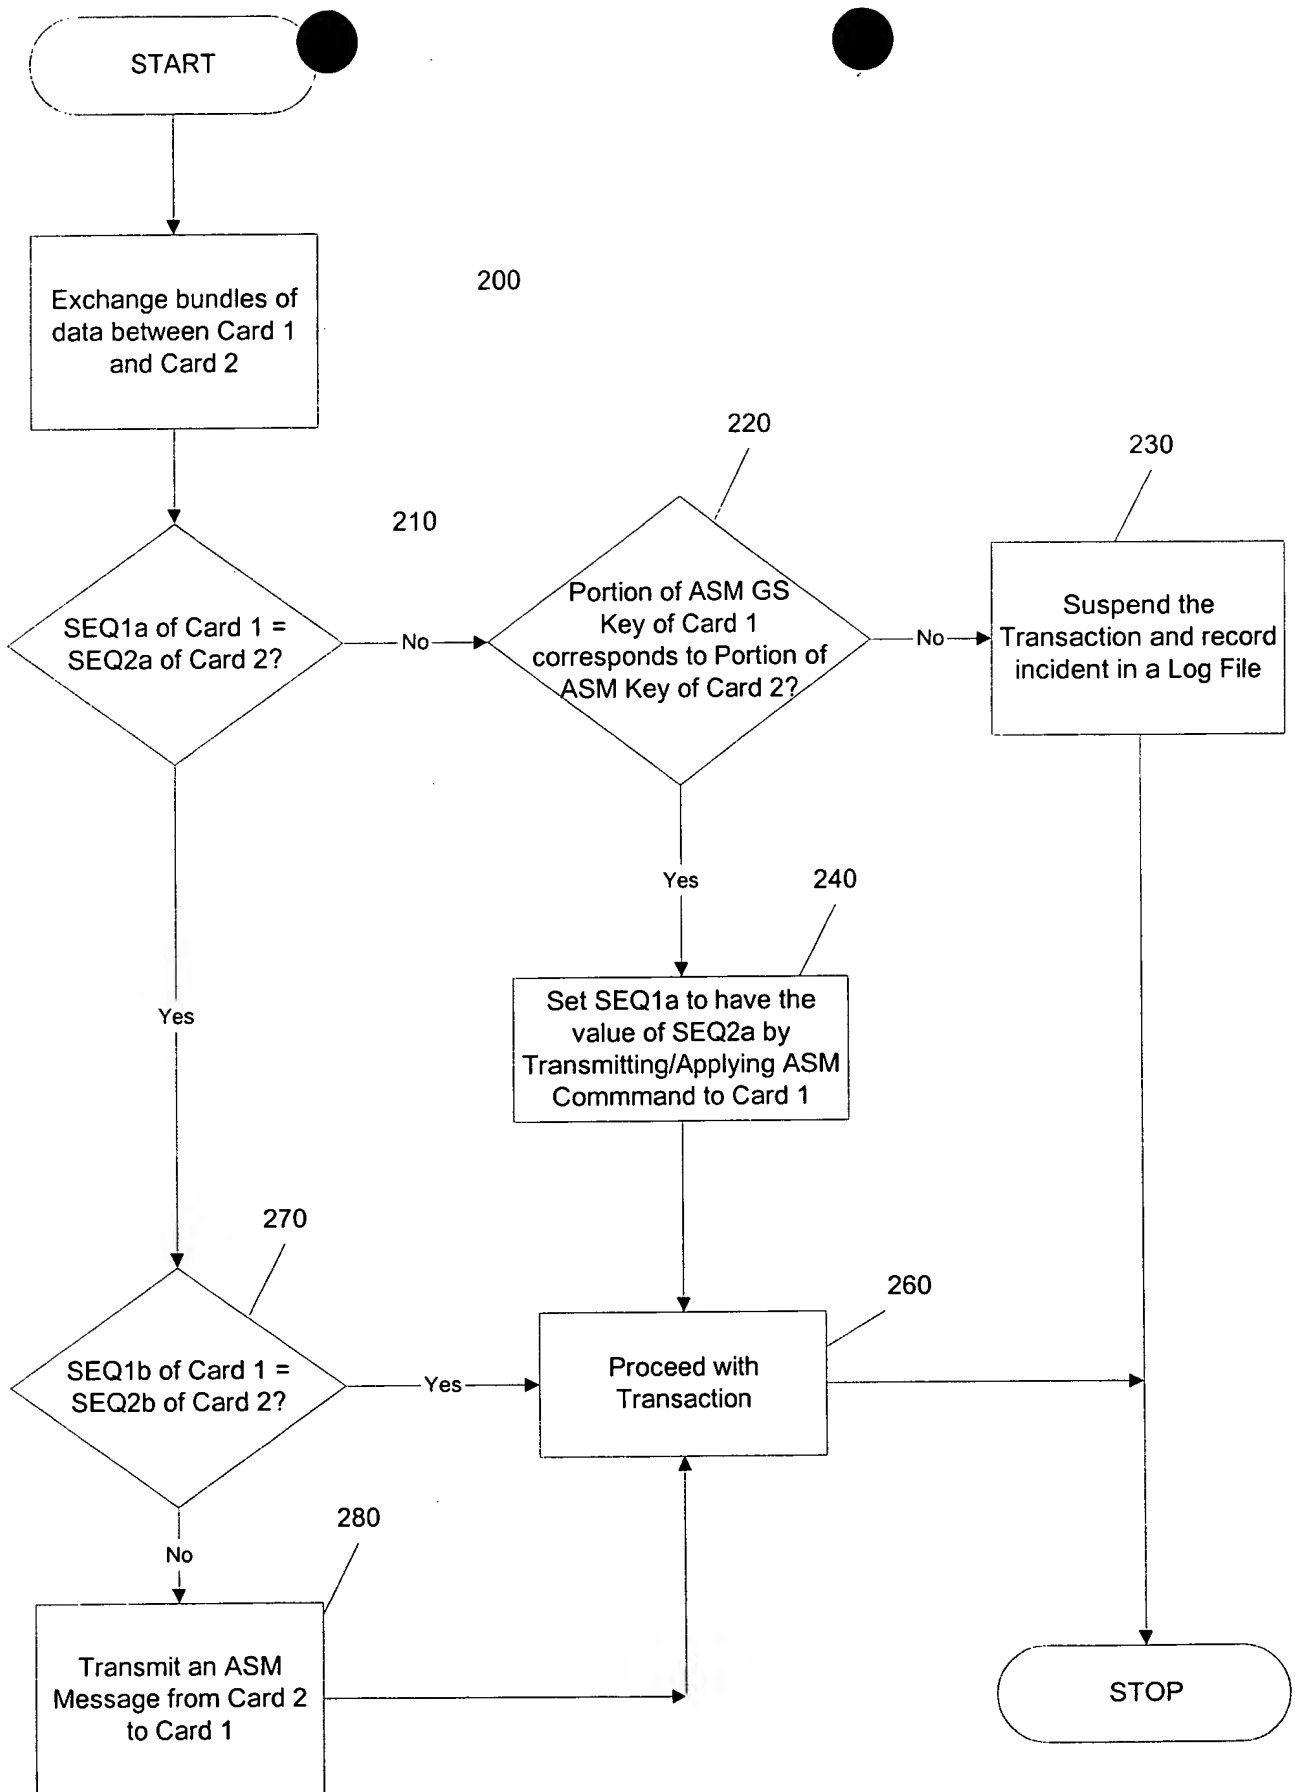 START
Exchange bundles of
data between Card 1
and Card 2
200
220
230
210
SEQ1a of Card 1 =
SEQ2a of Card 2?
No
Portion of ASM GS
Key of Card 1
corresponds to Portion of
ASM Key of Card 2?
No
Suspend the
Transaction and record
incident in a Log File
Yes
240
Set SEQ1a to have the
value of SEQ2a by
Transmitting/Applying ASM
Commmand to Card 1
Yes
270
260
SEQ1b of Card 1 =
SEQ2b of Card 2?
Yes
Proceed with
Transaction
No
280
Transmit an ASM
Message from Card 2
to Card 1
STOP